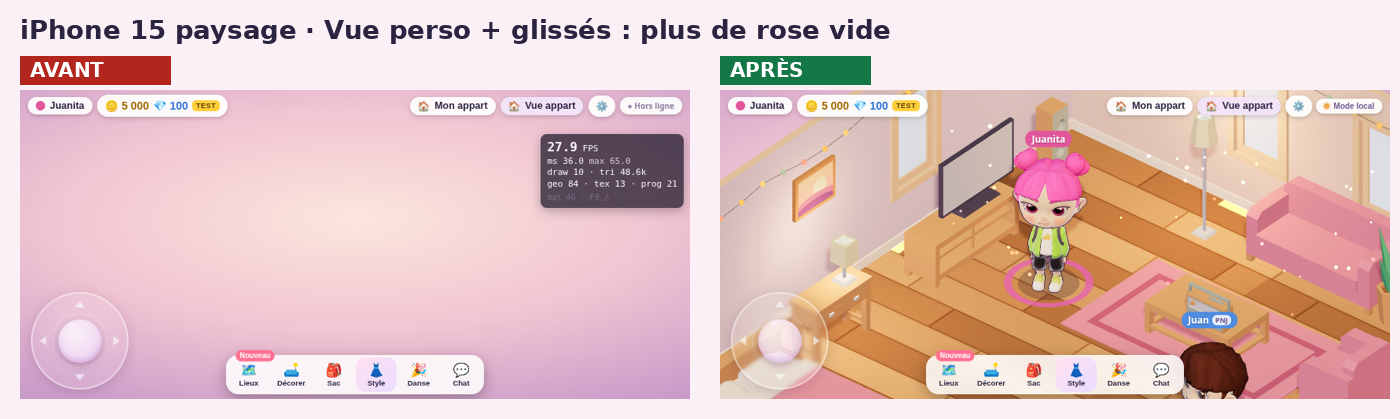 iPhone 15 paysage · Vue perso + glissés : plus de rose vide
AVANT
Juanita
5 000
100
TEST
Mon appart
Vue appart
Hors ligne
27.9 FPS
ms 36.0 max 65.0
draw 10 · tri 48.6k
geo 84 · tex 13 · prog 21
mat 46 · F9 /
Nouveau
Lieux
Décorer
Sac
Style
Danse
Chat
APRÈS
Juanita
5 000
100
TEST
Mon appart
Vue appart
Mode local
Juanita
Juan PNJ
Nouveau
Lieux
Décorer
Sac
Style
Danse
Chat